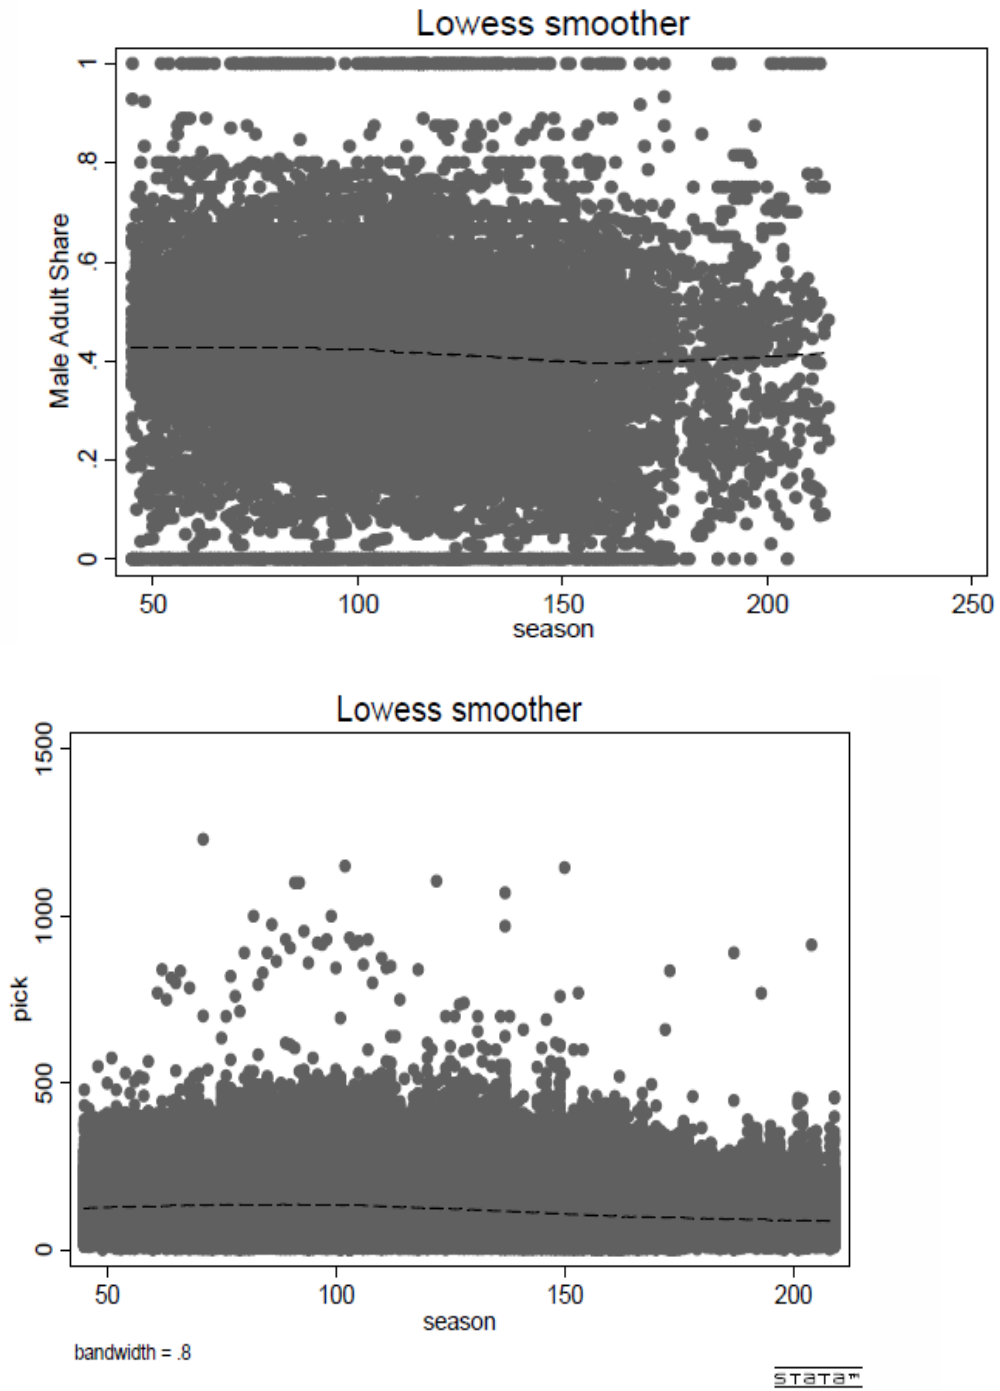 Lowess smoother
Male Adult Share
1
.8
.6
.4
.2
0
50 100 150 200 250
season
Lowess smoother
pick
1500
1000
500
0
50 100 150 200
season
bandwidth = .8
STATA™